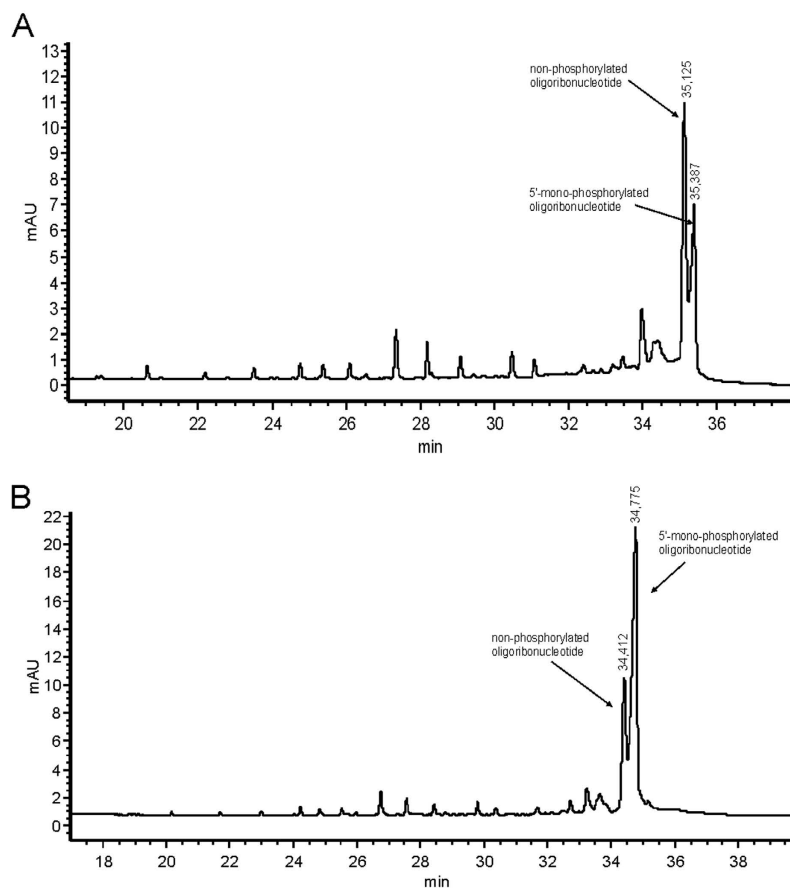 A
13
12
11
10
9
8
7
6
5
4
3
2
1
0
mAU
non-phosphorylated
oligoribonucleotide
35,125
5'-mono-phosphorylated
oligoribonucleotide
35,387
20 22 24 26 28 30 32 34 36
min
B
22
20
18
16
14
12
10
8
6
4
2
0
mAU
34,775
5'-mono-phosphorylated
oligoribonucleotide
non-phosphorylated
oligoribonucleotide
34,412
18 20 22 24 26 28 30 32 34 36 38
min